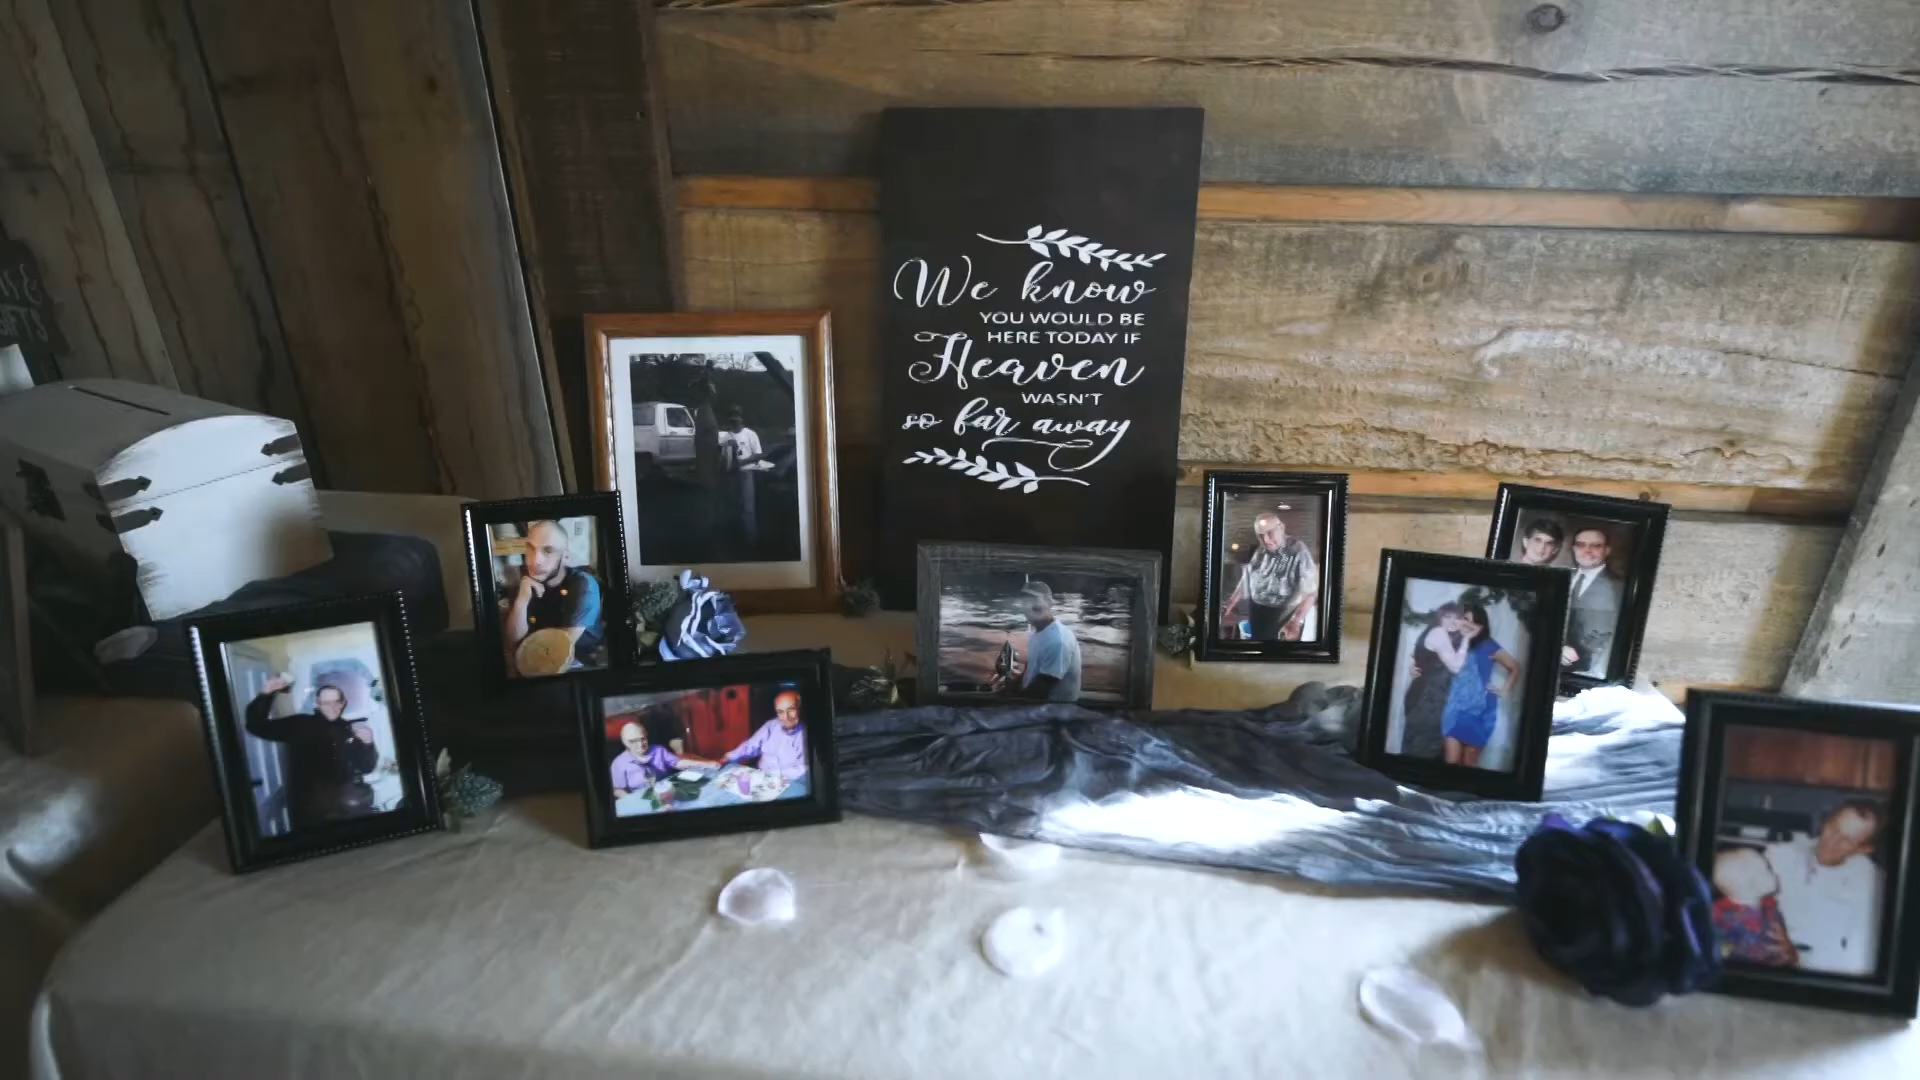 We know
YOU WOULD BE
HERE TODAY IF
Heaven
WASN'T
so far away